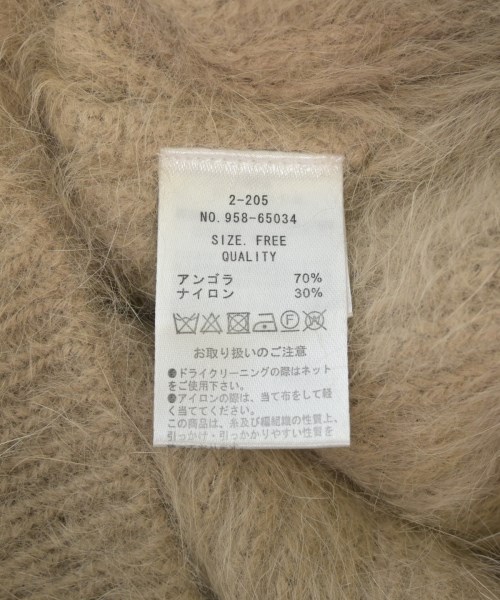 2-205
NO. 958-65034
SIZE. FREE
QUALITY
アンゴラ 70%
ナイロン 30%
お取り扱いのご注意
●ドライクリーニングの際はネット
をご使用下さい。
●アイロンの際は、当て布をして軽
く当ててください。
この商品は、糸及び編組織の性質上、
引っかけ・引っかかりやすい性質を